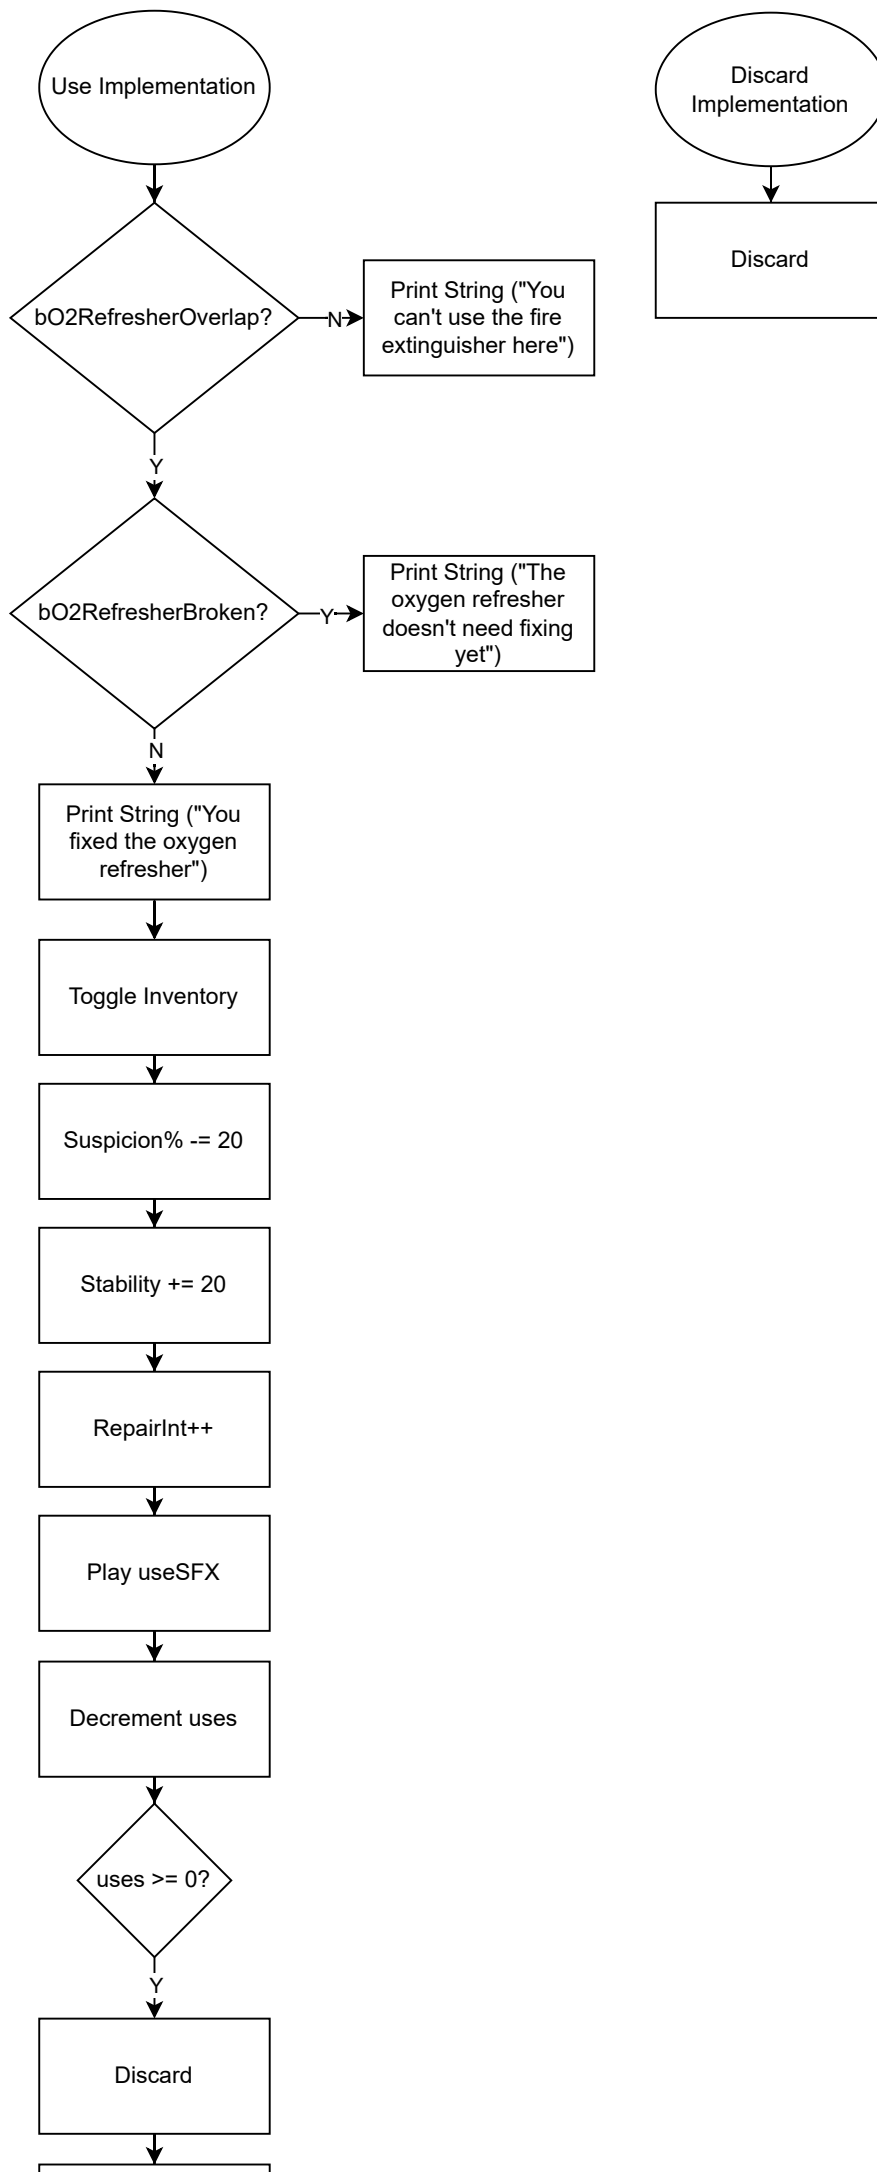 Use Implementation
Discard
Implementation
Discard
bO2RefresherOverlap?
N
Print String ("You
can't use the fire
extinguisher here")
Y
bO2RefresherBroken?
Y
Print String ("The
oxygen refresher
doesn't need fixing
yet")
N
Print String ("You
fixed the oxygen
refresher")
Toggle Inventory
Suspicion% -= 20
Stability += 20
RepairInt++
Play useSFX
Decrement uses
uses >= 0?
Y
Discard